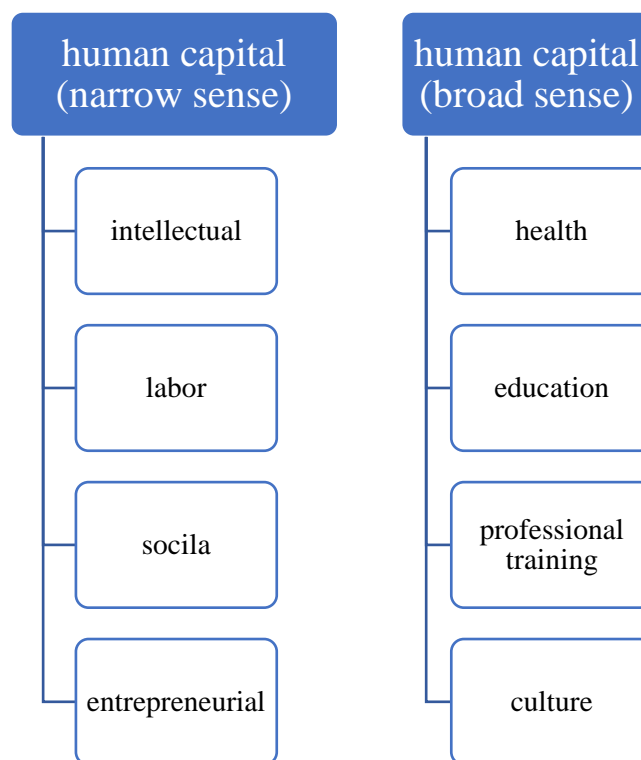 human capital
(narrow sense)
intellectual
labor
socila
entrepreneurial
human capital
(broad sense)
health
education
professional
training
culture